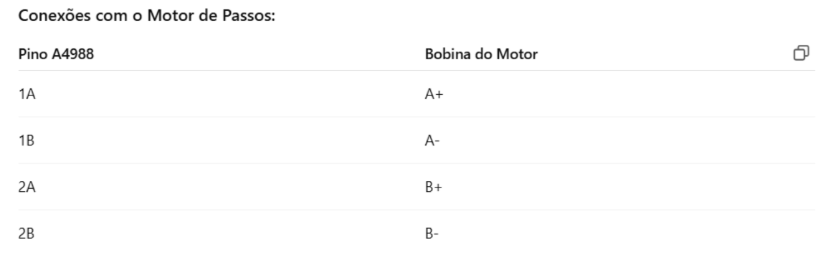 Conexões com o Motor de Passos:
Pino A4988 Bobina do Motor
1A A+
1B A-
2A B+
2B B-